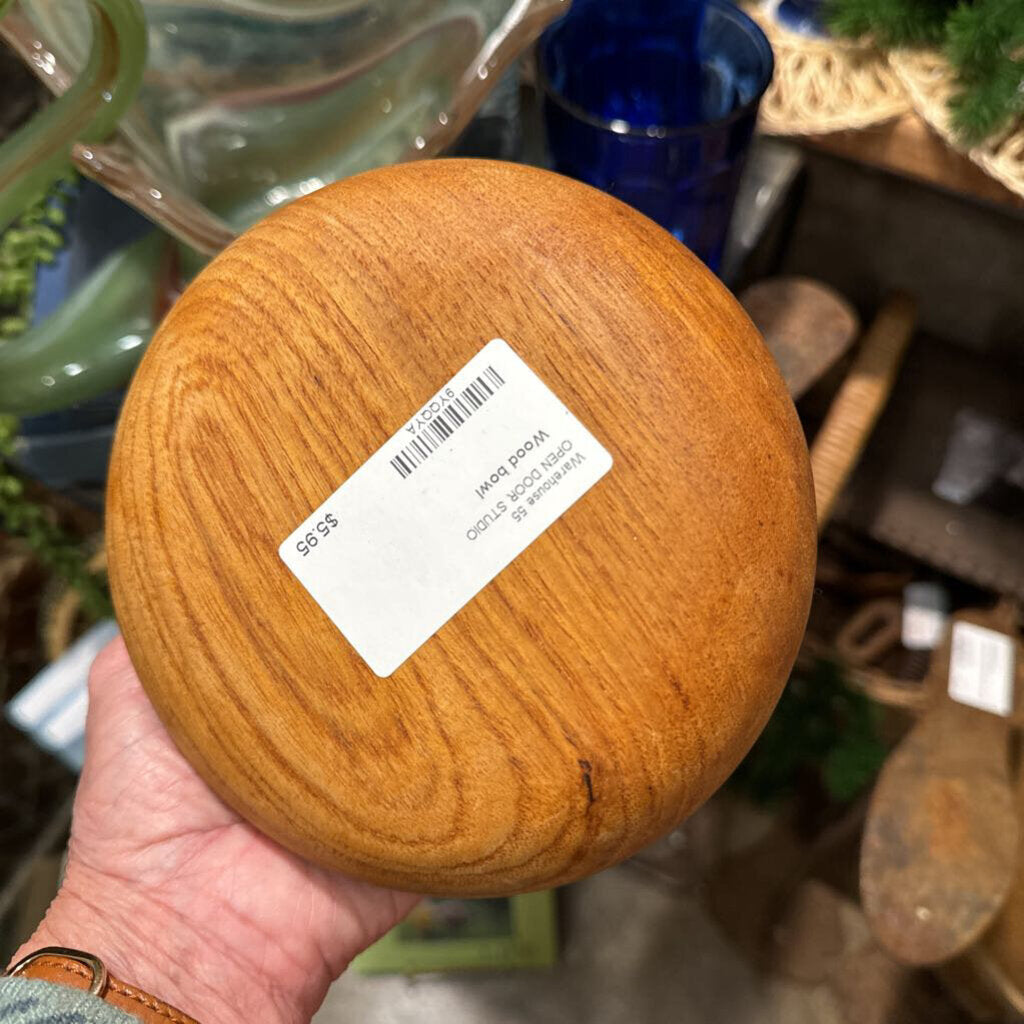 Warehouse 55
OPEN DOOR STUDIO
Wood bowl
9YQQYA
$5.95